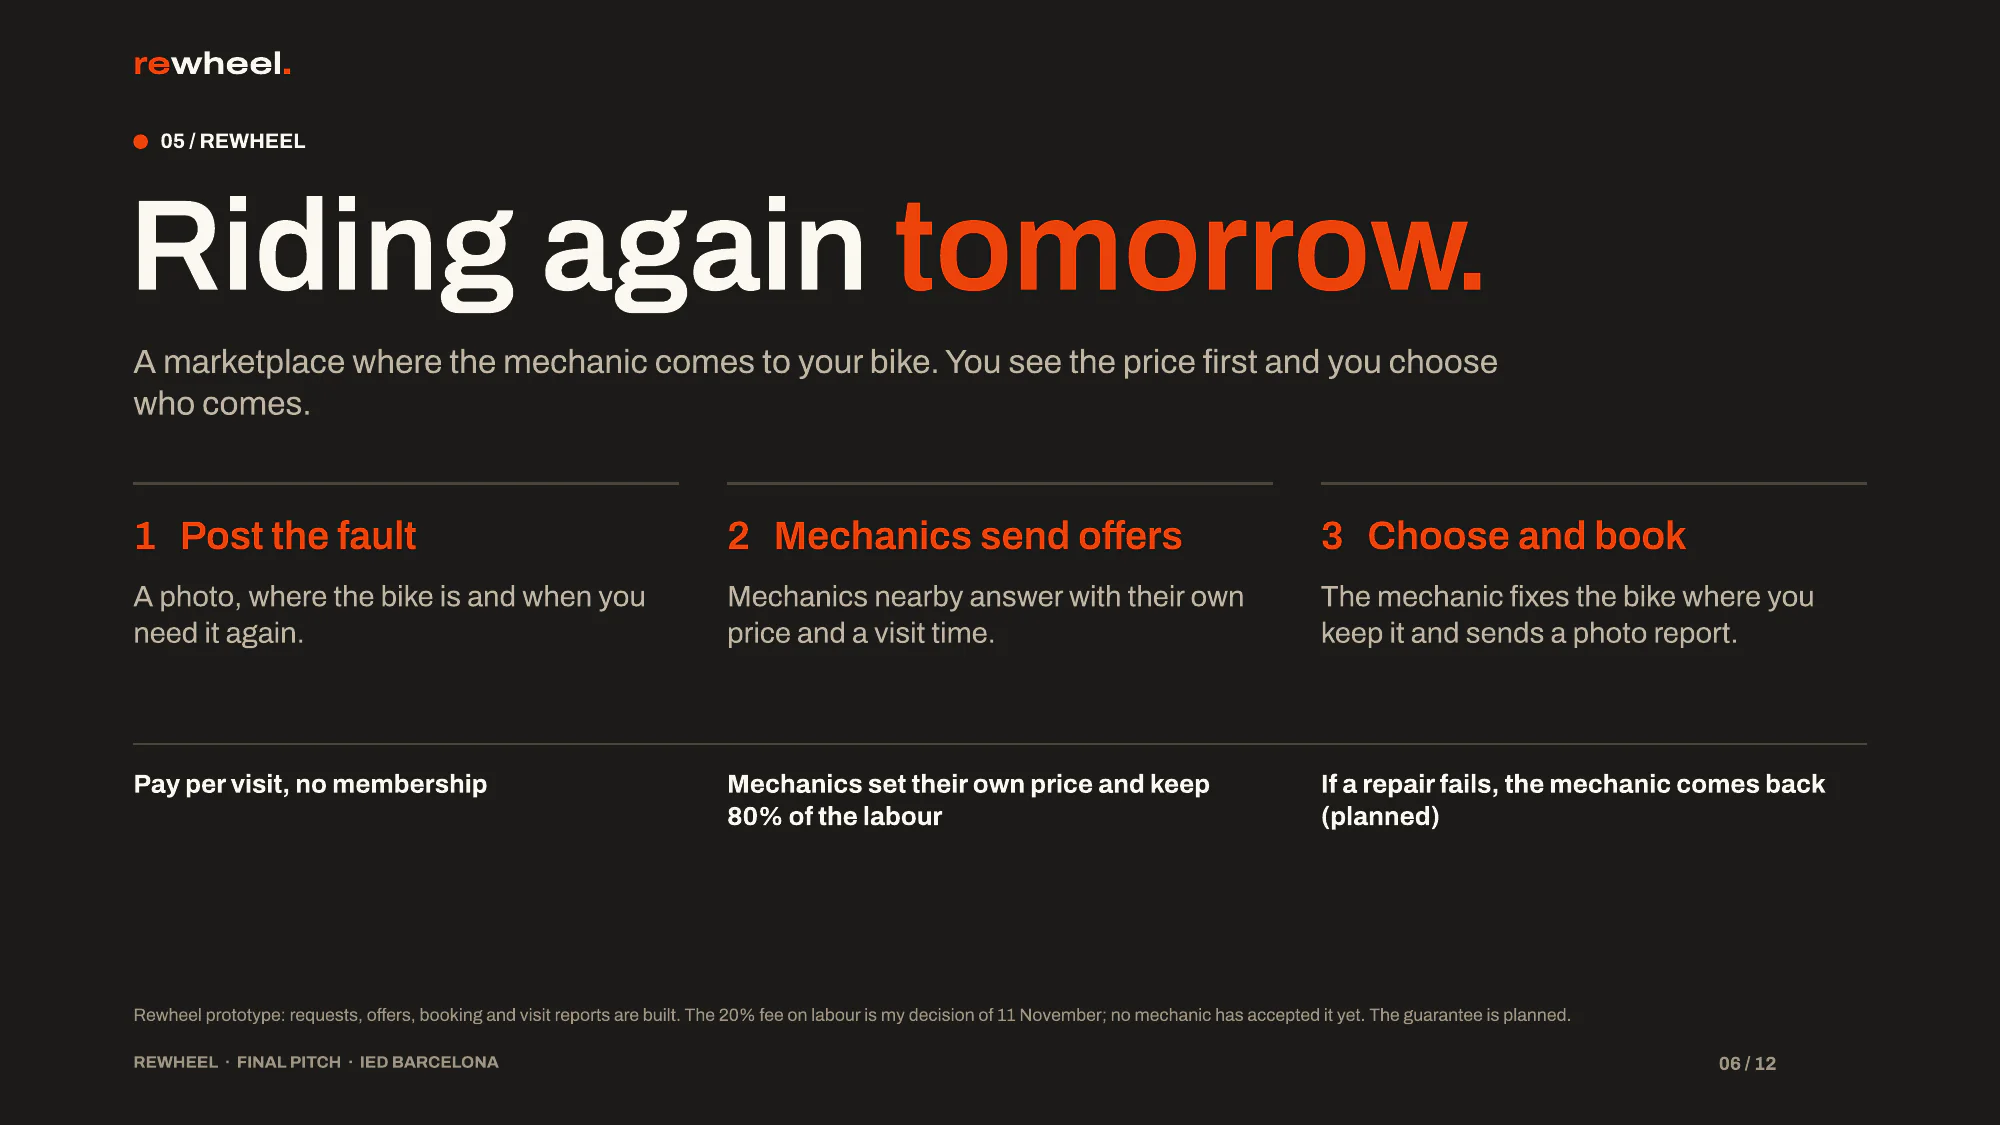 rewheel.
05 / REWHEEL
Riding again tomorrow.
A marketplace where the mechanic comes to your bike. You see the price first and you choose
who comes.
1 Post the fault
A photo, where the bike is and when you
need it again.
2 Mechanics send offers
Mechanics nearby answer with their own
price and a visit time.
3 Choose and book
The mechanic fixes the bike where you
keep it and sends a photo report.
Pay per visit, no membership
Mechanics set their own price and keep
80% of the labour
If a repair fails, the mechanic comes back
(planned)
Rewheel prototype: requests, offers, booking and visit reports are built. The 20% fee on labour is my decision of 11 November; no mechanic has accepted it yet. The guarantee is planned.
REWHEEL · FINAL PITCH · IED BARCELONA
06 / 12